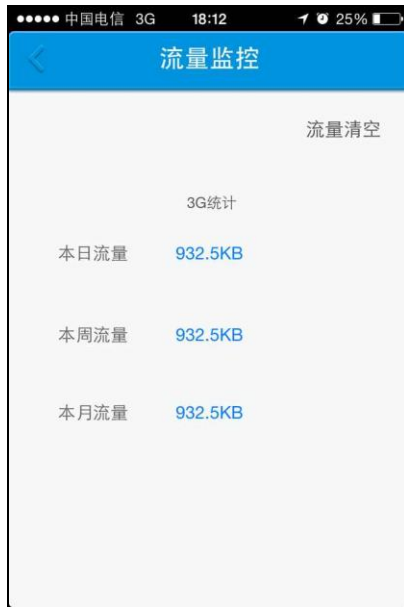 中国电信 3G 18:12 25%
流量监控
流量清空
3G统计
本日流量 932.5KB
本周流量 932.5KB
本月流量 932.5KB